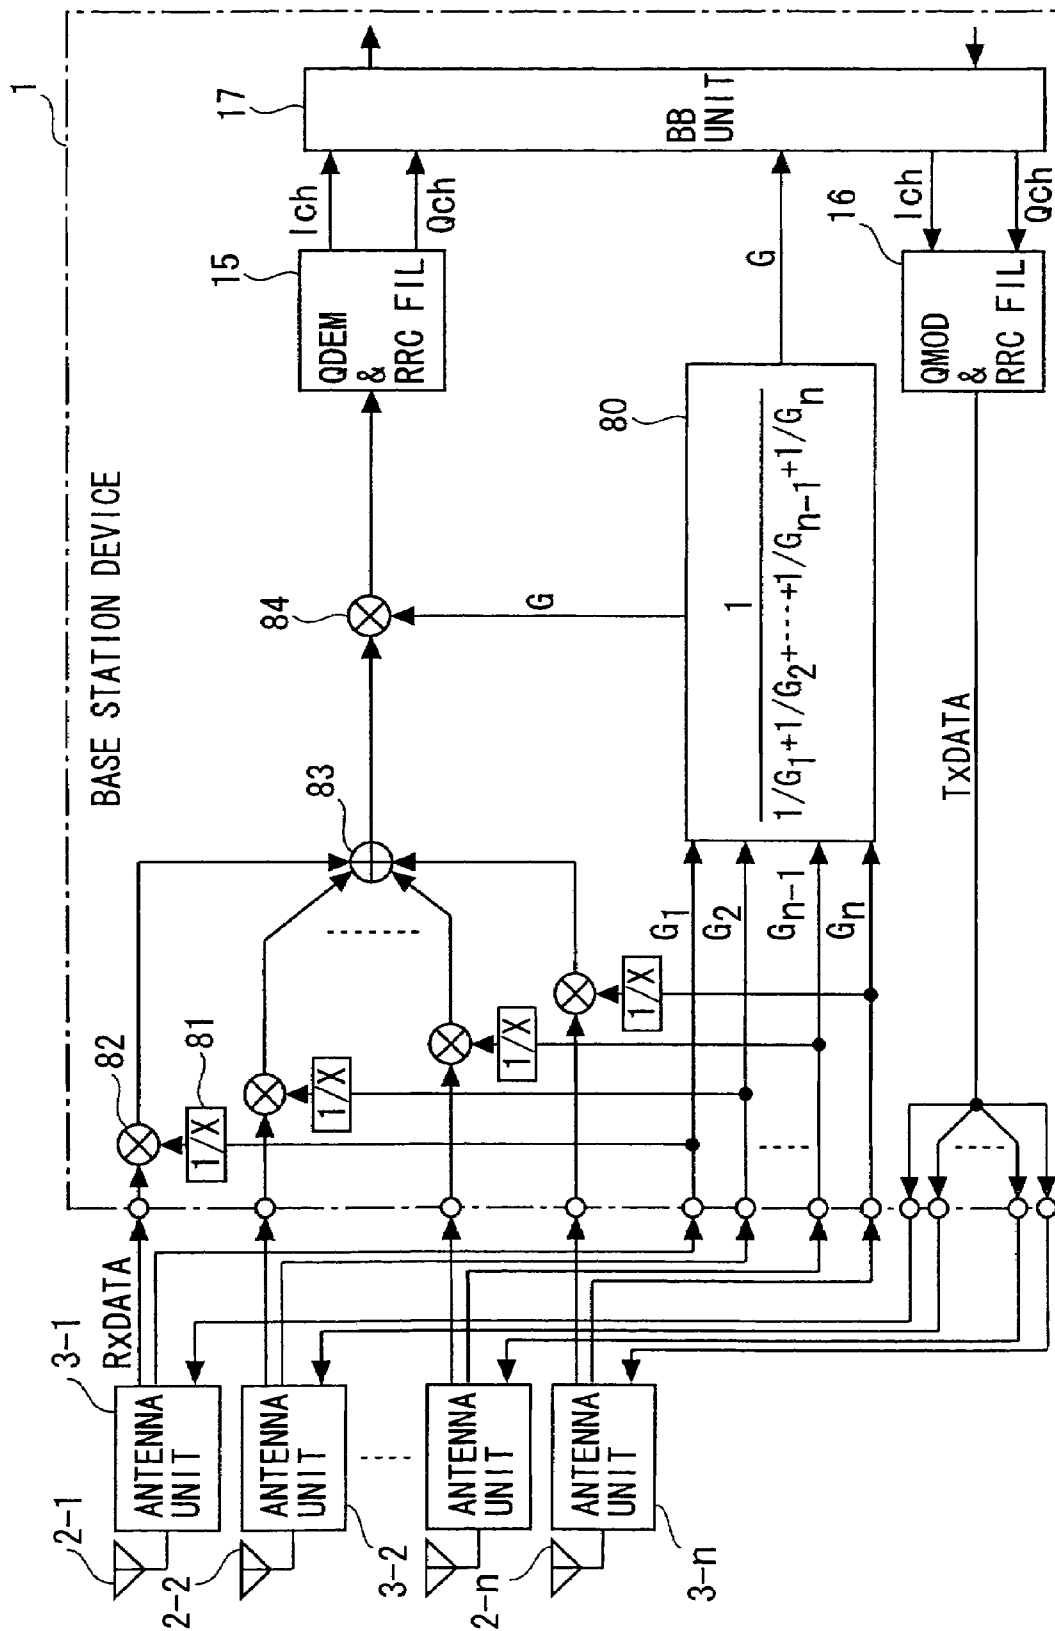 1
BASE STATION DEVICE
2-1
3-1
RxDATA
82
81
1/X
83
84
15
QDEM
& 
RRC FIL
Ich
Qch
17
BB
UNIT
ANTENNA
UNIT
2-2
3-2
ANTENNA
UNIT
1/X
2-n
ANTENNA
UNIT
1/X
3-n
ANTENNA
UNIT
1/X
G1
G2
Gn-1
Gn
80
1
1/G1+1/G2+-----+1/Gn-1+1/Gn
G
G
TxDATA
16
QMOD
&
RRC FIL
Ich
Qch